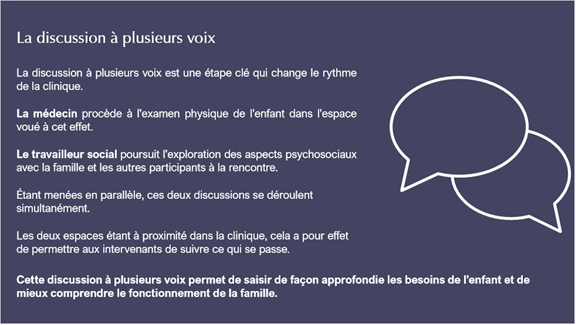 La discussion à plusieurs voix
La discussion à plusieurs voix est une étape clé qui change le rythme
de la clinique.
La médecin procède à l'examen physique de l'enfant dans l'espace
voué à cet effet.
Le travailleur social poursuit l'exploration des aspects psychosociaux
avec la famille et les autres participants à la rencontre.
Étant menées en parallèle, ces deux discussions se déroulent
simultanément.
Les deux espaces étant à proximité dans la clinique, cela a pour effet
de permettre aux intervenants de suivre ce qui se passe.
Cette discussion à plusieurs voix permet de saisir de façon approfondie les besoins de l'enfant et de
mieux comprendre le fonctionnement de la famille.